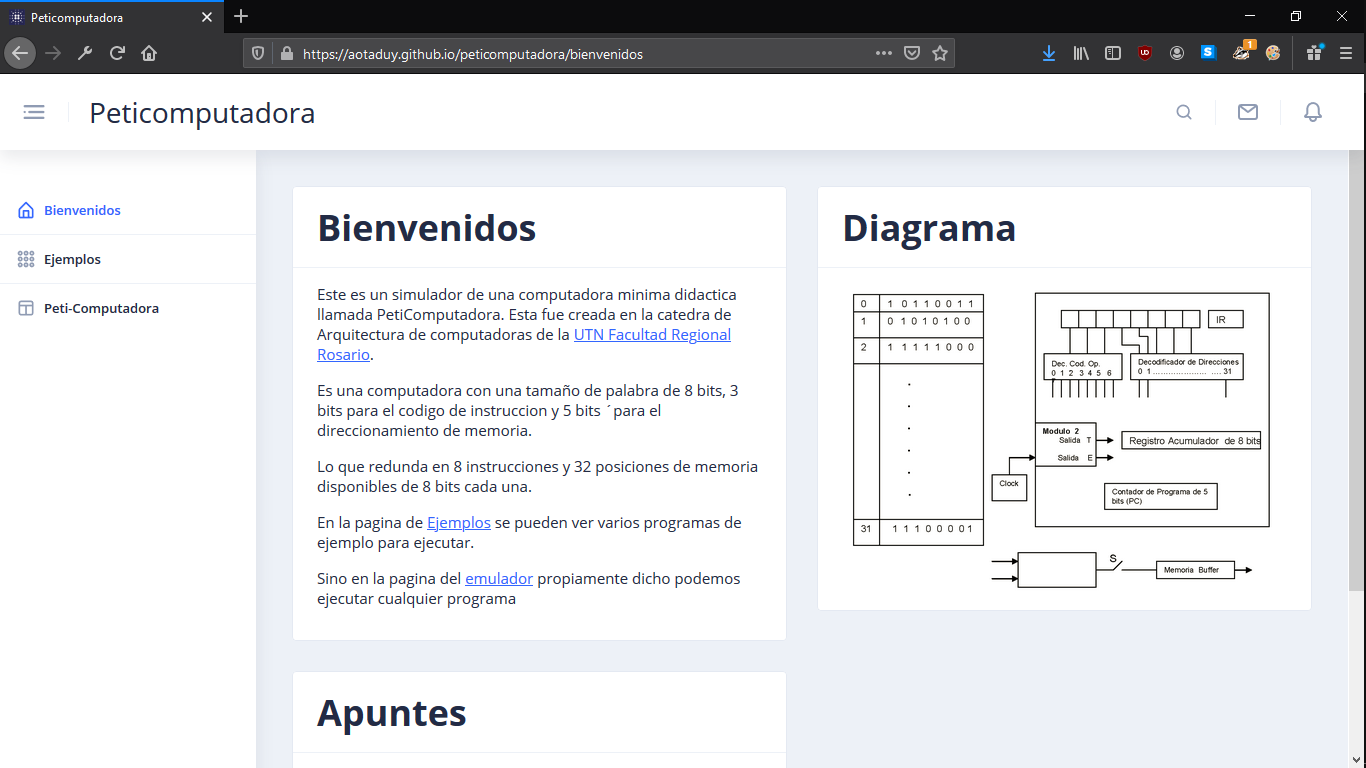 Peticomputadora
https://aotaduy.github.io/peticomputadora/bienvenidos
1
Peticomputadora
Bienvenidos
Ejemplos
Peti-Computadora
Bienvenidos
Este es un simulador de una computadora minima didactica
llamada PetiComputadora. Esta fue creada en la catedra de
Arquitectura de computadoras de la UTN Facultad Regional
Rosario.
Es una computadora con una tamaño de palabra de 8 bits, 3
bits para el codigo de instruccion y 5 bits ´para el
direccionamiento de memoria.
Lo que redunda en 8 instrucciones y 32 posiciones de memoria
disponibles de 8 bits cada una.
En la pagina de Ejemplos se pueden ver varios programas de
ejemplo para ejecutar.
Sino en la pagina del emulador propiamente dicho podemos
ejecutar cualquier programa
Apuntes
Diagrama
0 1 0 1 1 0 0 1 1
1 0 1 0 1 0 1 0 0
2 1 1 1 1 1 0 0 0
31 1 1 1 0 0 0 0 1
IR
Dec. Cod. Op.
0 1 2 3 4 5 6
Decodificador de Direcciones
0 1 ...................... .... 31
Modulo 2
Salida T
Salida E
Registro Acumulador de 8 bits
Clock
Contador de Programa de 5
bits (PC)
S
Memoria Buffer